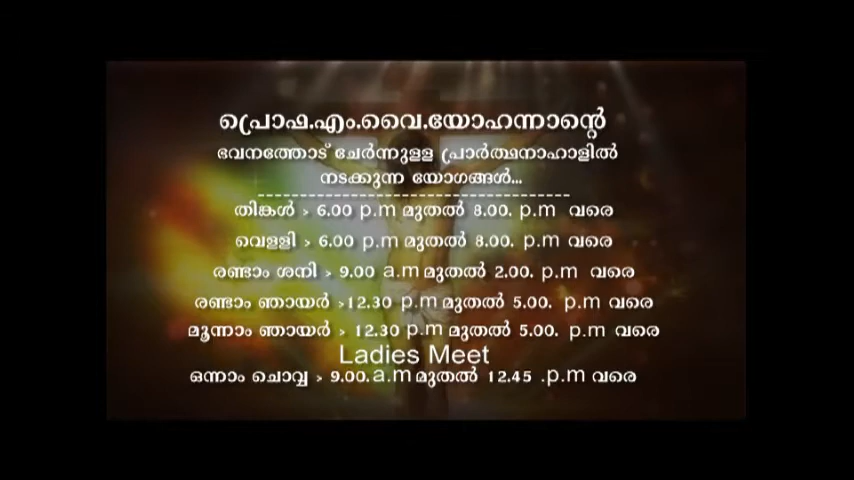 പ്രൊഫ.എം.വൈ.യോഹന്നാന്റെ
ഭവനത്തോട് ചേർന്നുളള പ്രാർത്ഥനാഹാളിൽ
നടക്കുന്ന യോഗങ്ങൾ...
---------------------------------------
തിങ്കൾ > 6.00 p.m മുതൽ 8.00. p.m വരെ
വെളളി > 6.00 p.m മുതൽ 8.00. p.m വരെ
രണ്ടാം ശനി > 9.00 a.m മുതൽ 2.00. p.m വരെ
രണ്ടാം ഞായർ >12.30 p.m മുതൽ 5.00. p.m വരെ
മൂന്നാം ഞായർ > 12.30 p.m മുതൽ 5.00. p.m വരെ
Ladies Meet
ഒന്നാം ചൊവ്വ > 9.00.a.m മുതൽ 12.45 .p.m വരെ